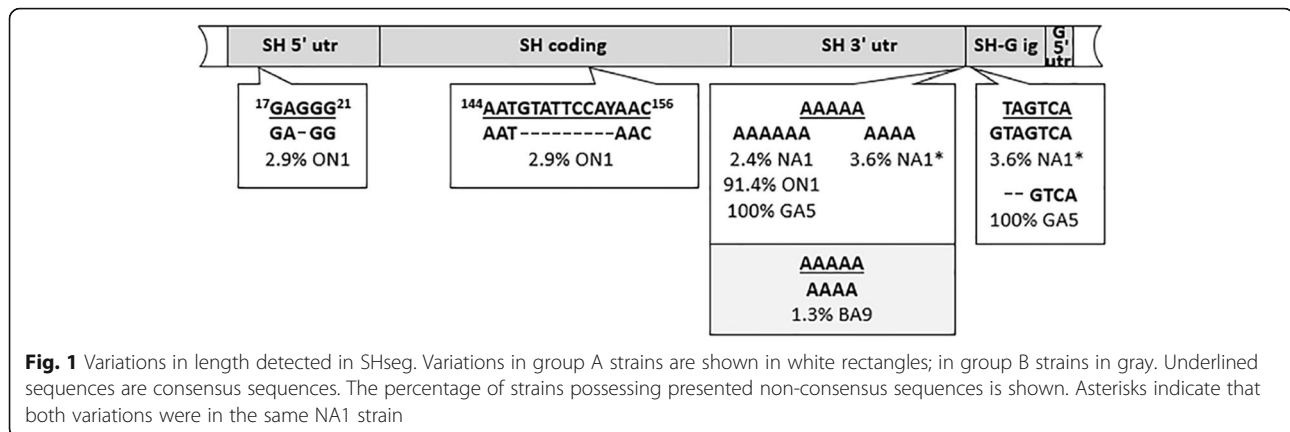 SH 5' utr SH coding SH 3' utr SH-G ig G 5' utr
¹⁷GAGGG²¹
GA-GG
2.9% ON1
¹⁴⁴AATGTATTCCAYAAC¹⁵⁶
AAT---------AAC
2.9% ON1
AAAAA
AAAAAA AAAA
2.4% NA1 3.6% NA1*
91.4% ON1
100% GA5
AAAAA
AAAA
1.3% BA9
TAGTCA
GTAGTCA
3.6% NA1*
-- GTCA
100% GA5
Fig. 1 Variations in length detected in SHseg. Variations in group A strains are shown in white rectangles; in group B strains in gray. Underlined
sequences are consensus sequences. The percentage of strains possessing presented non-consensus sequences is shown. Asterisks indicate that
both variations were in the same NA1 strain